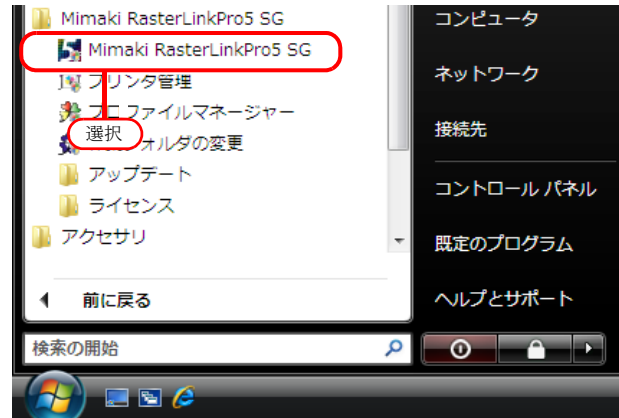 Mimaki RasterLinkPro5 SG
Mimaki RasterLinkPro5 SG
プリンタ管理
プロファイルマネージャー
選択
ォルダの変更
アップデート
ライセンス
アクセサリ
前に戻る
検索の開始
コンピュータ
ネットワーク
接続先
コントロール パネル
既定のプログラム
ヘルプとサポート